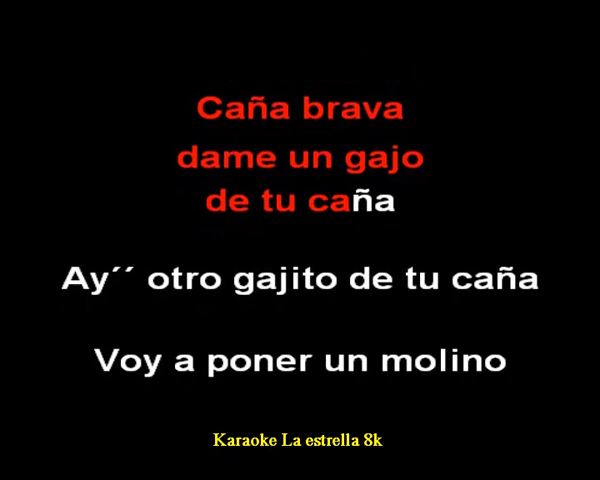 Caña brava
dame un gajo
de tu caña
Ay´´ otro gajito de tu caña
Voy a poner un molino
Karaoke La estrella 8k